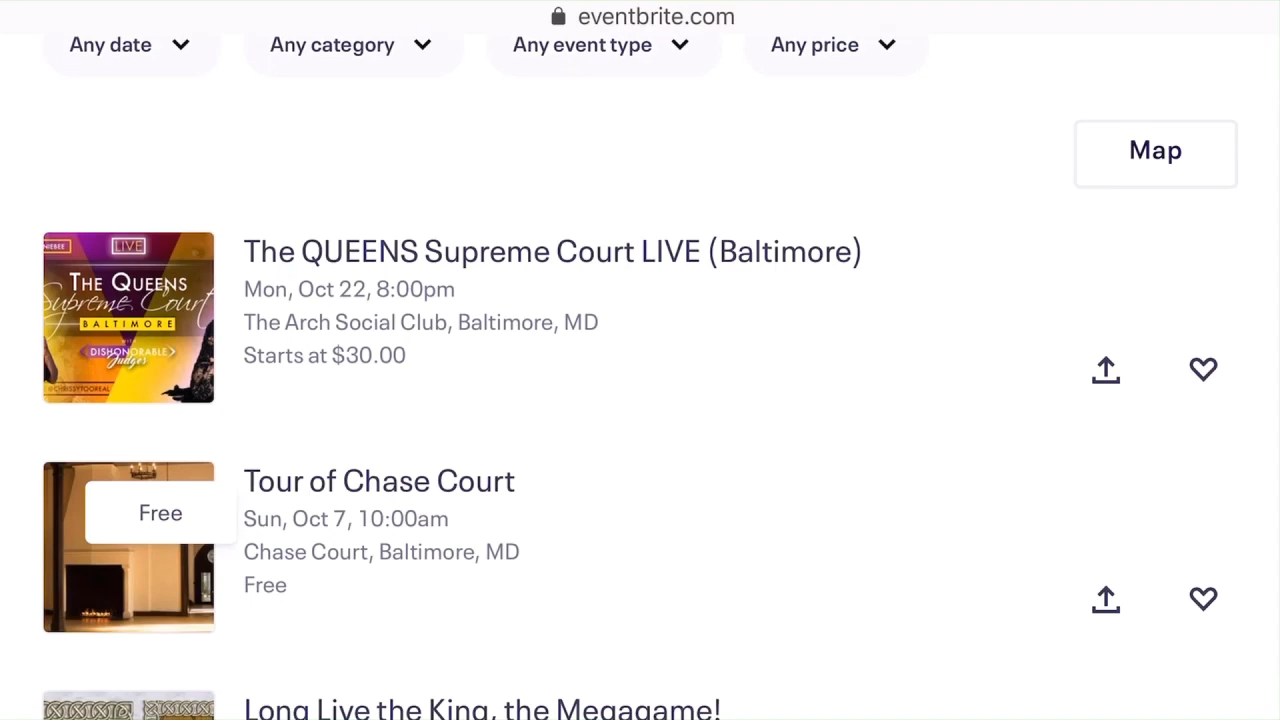 eventbrite.com
Any date
Any category
Any event type
Any price
Map
NIEBEE
LIVE
THE QUEENS
Supreme Court
BALTIMORE
WITH
DISHONORABLE
Judges
@CHRISSYTOOREAL
The QUEENS Supreme Court LIVE (Baltimore)
Mon, Oct 22, 8:00pm
The Arch Social Club, Baltimore, MD
Starts at $30.00
Free
Tour of Chase Court
Sun, Oct 7, 10:00am
Chase Court, Baltimore, MD
Free
Long Live the King, the Megagame!